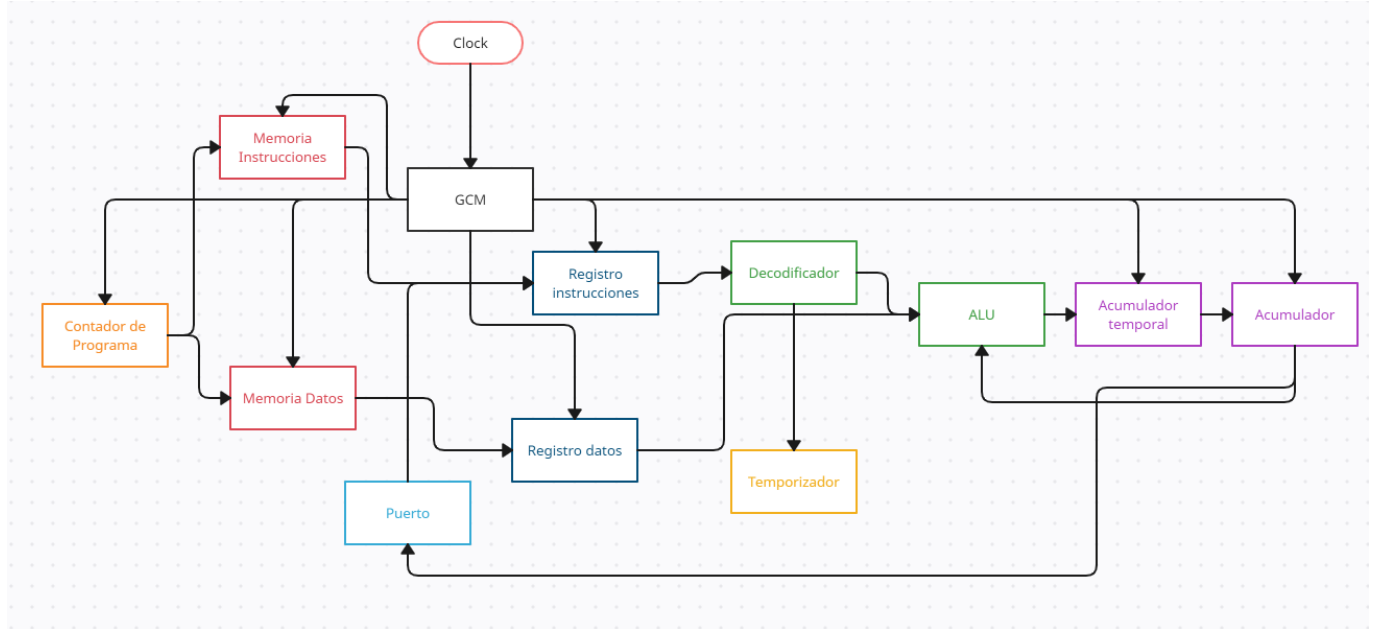 Clock
Memoria
Instrucciones
GCM
Registro
instrucciones
Decodificador
Contador de
Programa
ALU
Acumulador
temporal
Acumulador
Memoria Datos
Registro datos
Temporizador
Puerto